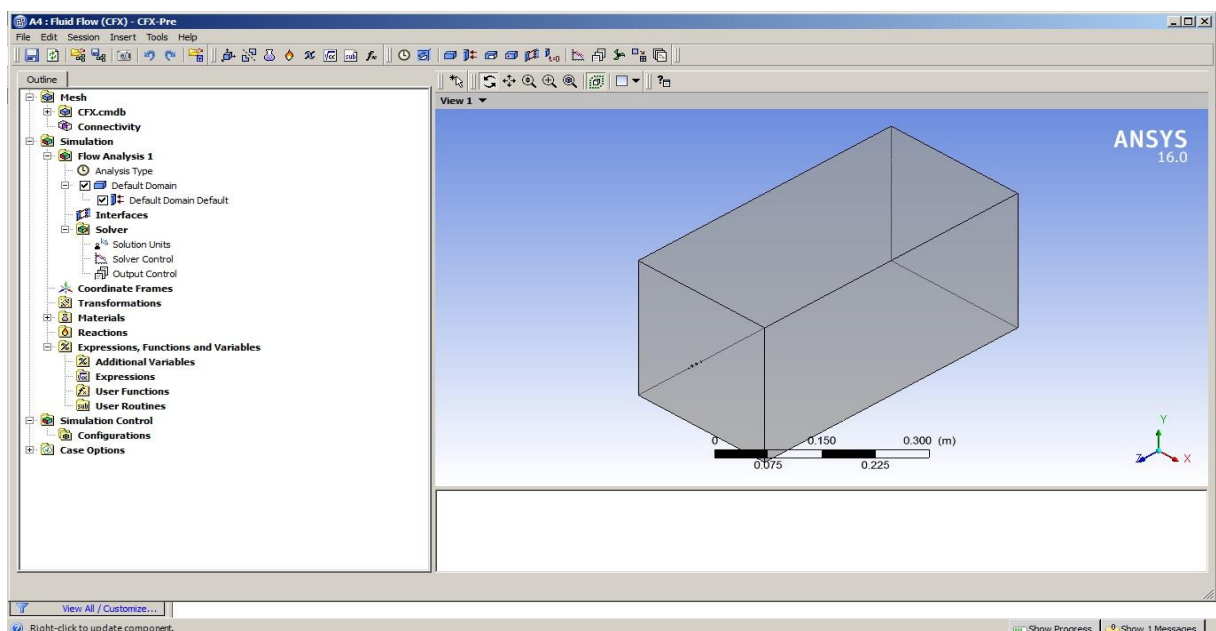 A4 : Fluid Flow (CFX) - CFX-Pre
File Edit Session Insert Tools Help
Outline
Mesh
CFX.cmdb
Connectivity
Simulation
Flow Analysis 1
Analysis Type
Default Domain
Default Domain Default
Interfaces
Solver
Solution Units
Solver Control
Output Control
Coordinate Frames
Transformations
Materials
Reactions
Expressions, Functions and Variables
Additional Variables
Expressions
User Functions
User Routines
Simulation Control
Configurations
Case Options
View 1
ANSYS
16.0
0 0.150 0.300 (m)
0.075 0.225
Y
Z X
View All / Customize...
Right-click to update component.
Show Progress Show 1 Messages